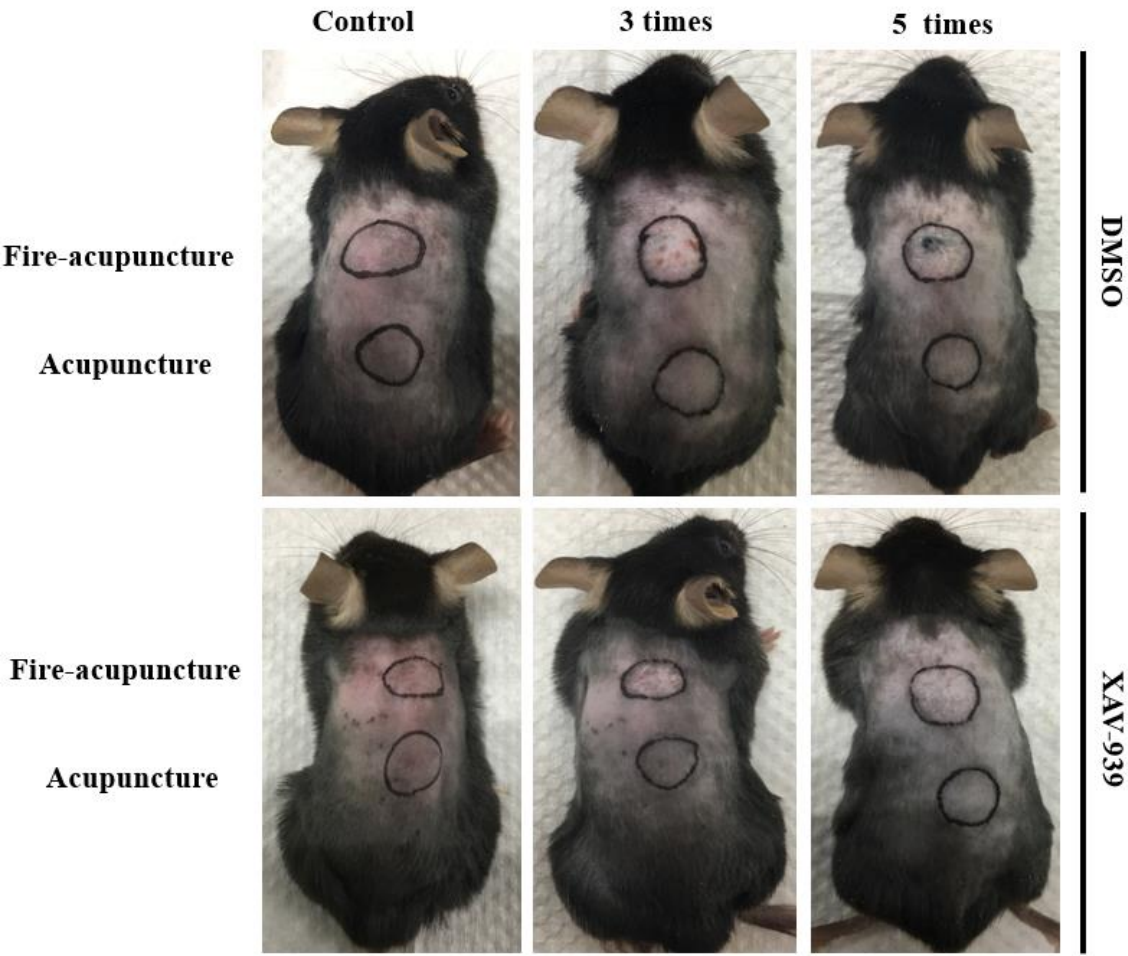 Control
3 times
5 times
Fire-acupuncture
Acupuncture
DMSO
Fire-acupuncture
Acupuncture
XAV-939